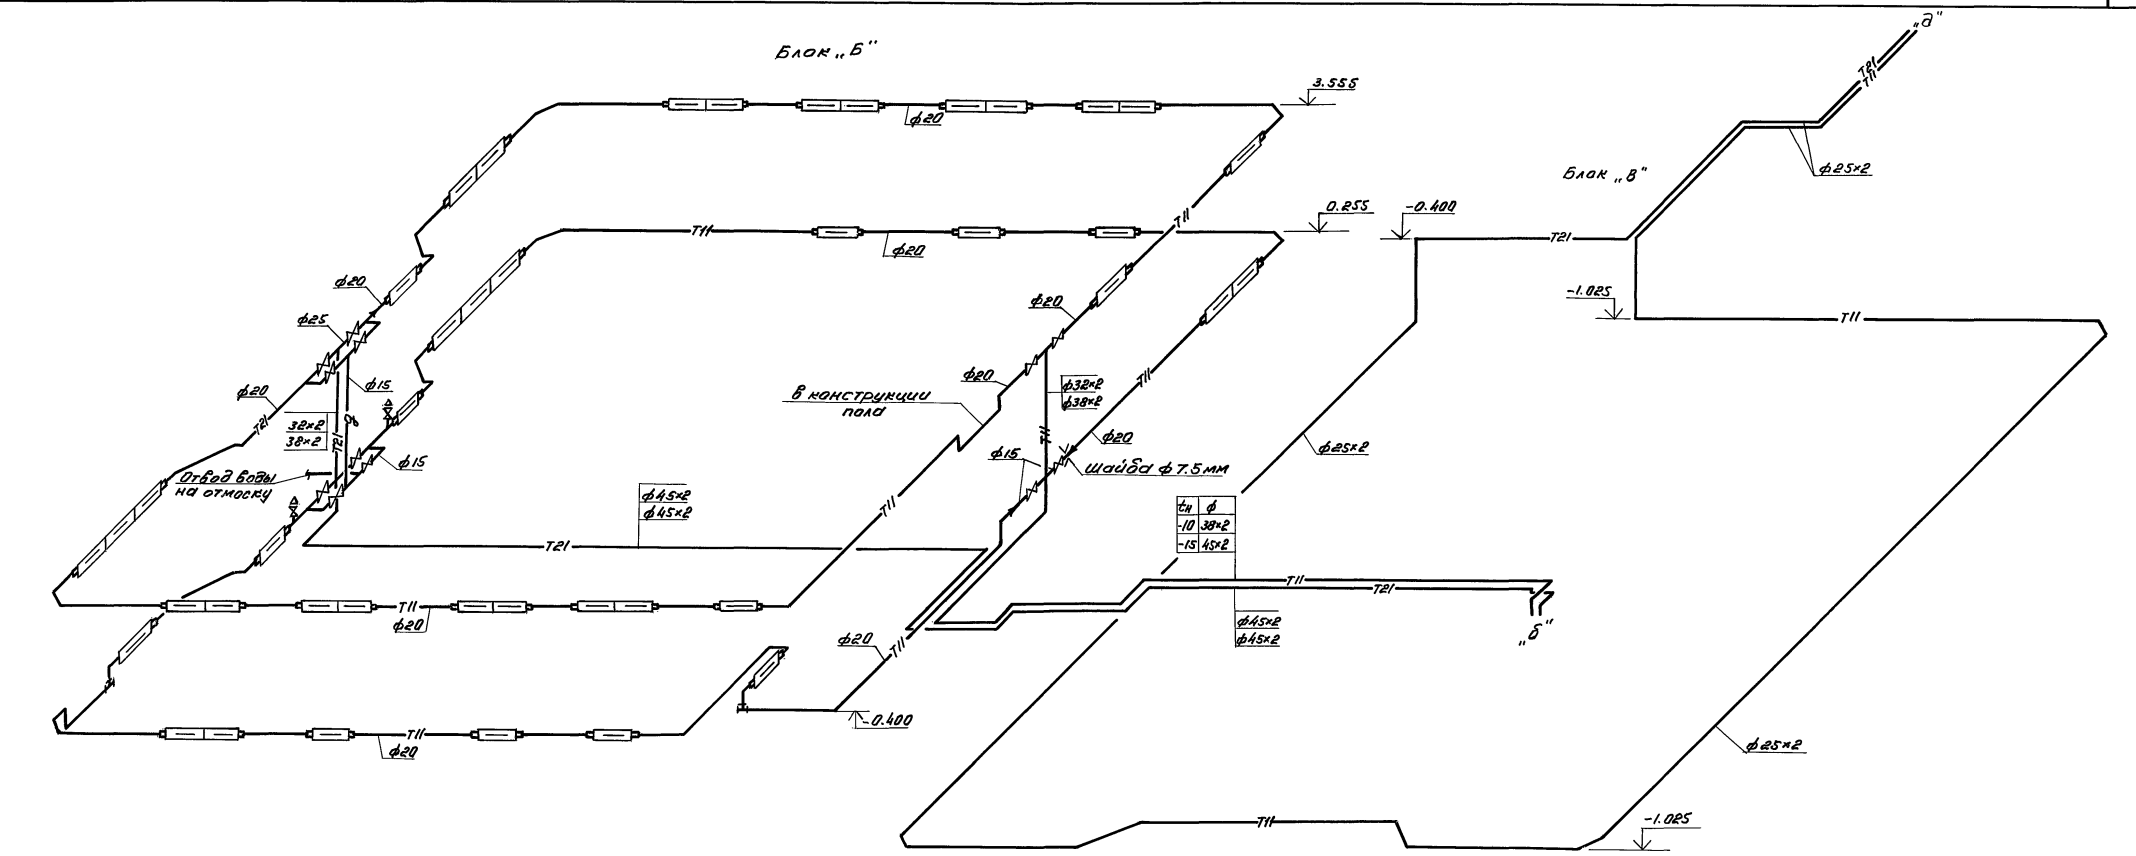 „а"
Блок „Б"
Т21
Т11
3.555
ф20
ф25×2
Блок „В"
0.255
-0.400
Т11
Т11
ф20
Т21
ф20
-1.025
ф20
ф25
Т11
ф20
ф15
ф20
Т11
ф32×2
ф38×2
В конструкции
пола
Т21
32×2
38×2
Т21
Т11
ф20
ф25×2
ф15
ф15
шайба ф7.5мм
Отвод воды
на отмоску
ф45×2
ф45×2
Т11
tн ф
-10 38×2
-15 45×2
Т21
Т11
Т21
Т11
ф20
ф45×2
ф45×2
„б"
ф20
Т11
-0.400
Т11
ф20
ф25×2
Т11
-1.025